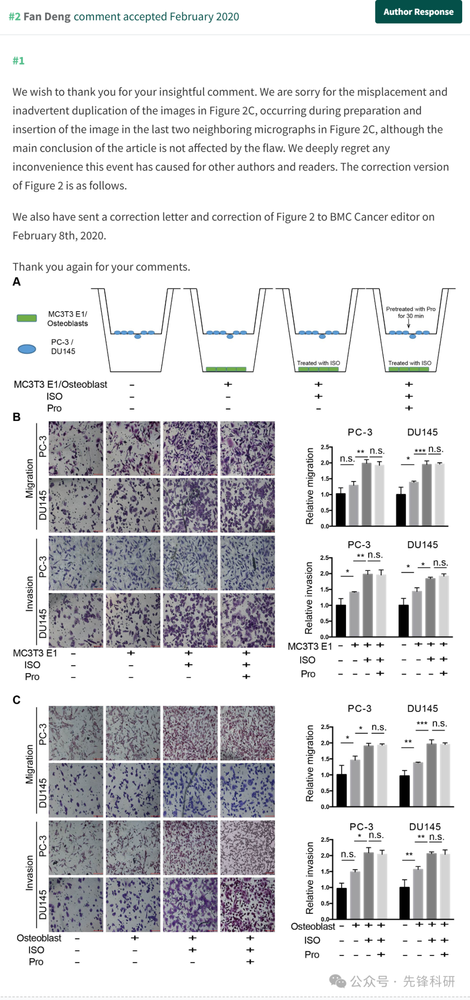 #2 Fan Deng comment accepted February 2020
Author Response
#1
We wish to thank you for your insightful comment. We are sorry for the misplacement and
inadvertent duplication of the images in Figure 2C, occurring during preparation and
insertion of the image in the last two neighboring micrographs in Figure 2C, although the
main conclusion of the article is not affected by the flaw. We deeply regret any
inconvenience this event has caused for other authors and readers. The correction version
of Figure 2 is as follows.
We also have sent a correction letter and correction of Figure 2 to BMC Cancer editor on
February 8th, 2020.
Thank you again for your comments.
A
MC3T3 E1/
Osteoblasts
PC-3 /
DU145
Treated with ISO
Pretreated with Pro
for 30 min
Treated with ISO
MC3T3 E1/Osteoblast - + + +
ISO - - + +
Pro - - - +
B
Migration
PC-3
DU145
Invasion
PC-3
DU145
MC3T3 E1 - + + +
ISO - - + +
Pro - - - +
PC-3 DU145
Relative migration
2.5
2.0
1.5
1.0
0.5
0.0
n.s. ** n.s. * *** n.s.
PC-3 DU145
Relative invasion
2.5
2.0
1.5
1.0
0.5
0.0
* ** n.s. * * n.s.
MC3T3 E1 - + + + - + + +
ISO - - + + - - + +
Pro - - - + - - - +
C
Migration
PC-3
DU145
Invasion
PC-3
DU145
Osteoblast - + + +
ISO - - + +
Pro - - - +
PC-3 DU145
Relative migration
2.5
2.0
1.5
1.0
0.5
0.0
* * n.s. ** *** n.s.
PC-3 DU145
Relative invasion
2.5
2.0
1.5
1.0
0.5
0.0
n.s. * n.s. ** ** n.s.
Osteoblast - + + + - + + +
ISO - - + + - - + +
Pro - - - + - - - +
公众号 · 先锋科研